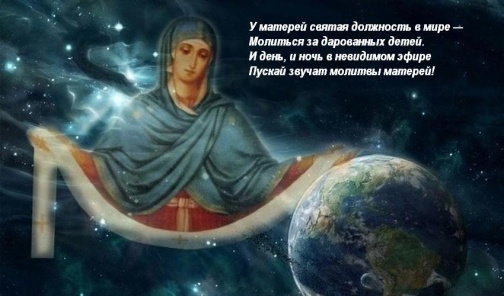 У матерей святая должность в мире —
Молиться за дарованных детей.
И день, и ночь в невидимом эфире
Пускай звучат молитвы матерей!